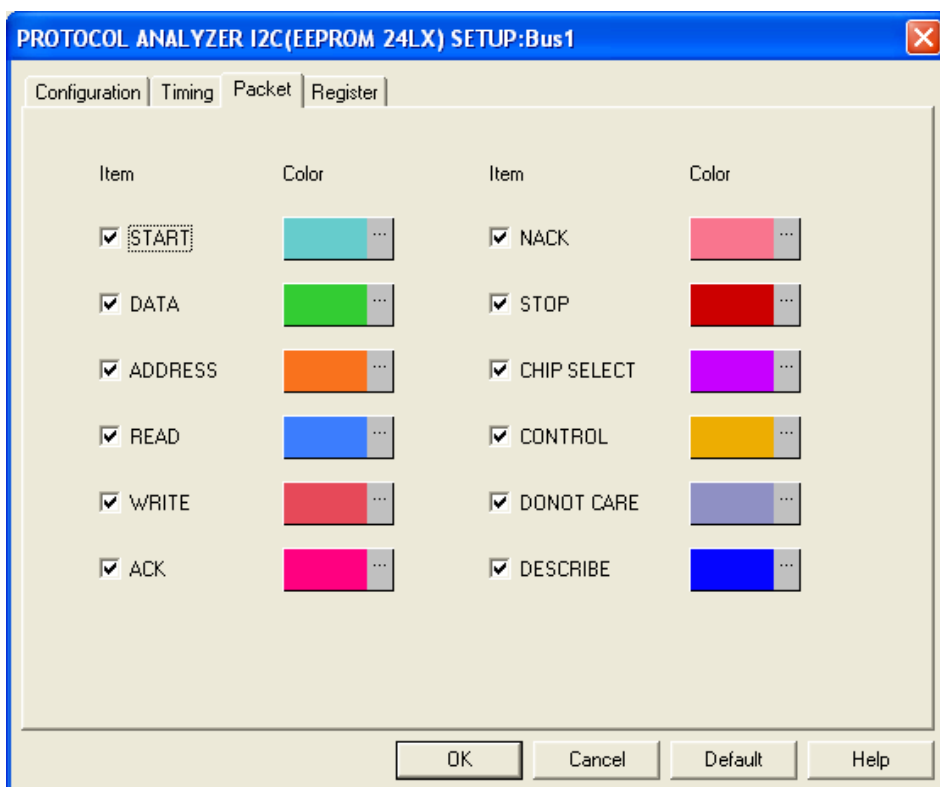 PROTOCOL ANALYZER I2C(EEPROM 24LX) SETUP:Bus1
Configuration Timing Packet Register
Item Color Item Color
START ... NACK ...
DATA ... STOP ...
ADDRESS ... CHIP SELECT ...
READ ... CONTROL ...
WRITE ... DONOT CARE ...
ACK ... DESCRIBE ...
OK Cancel Default Help